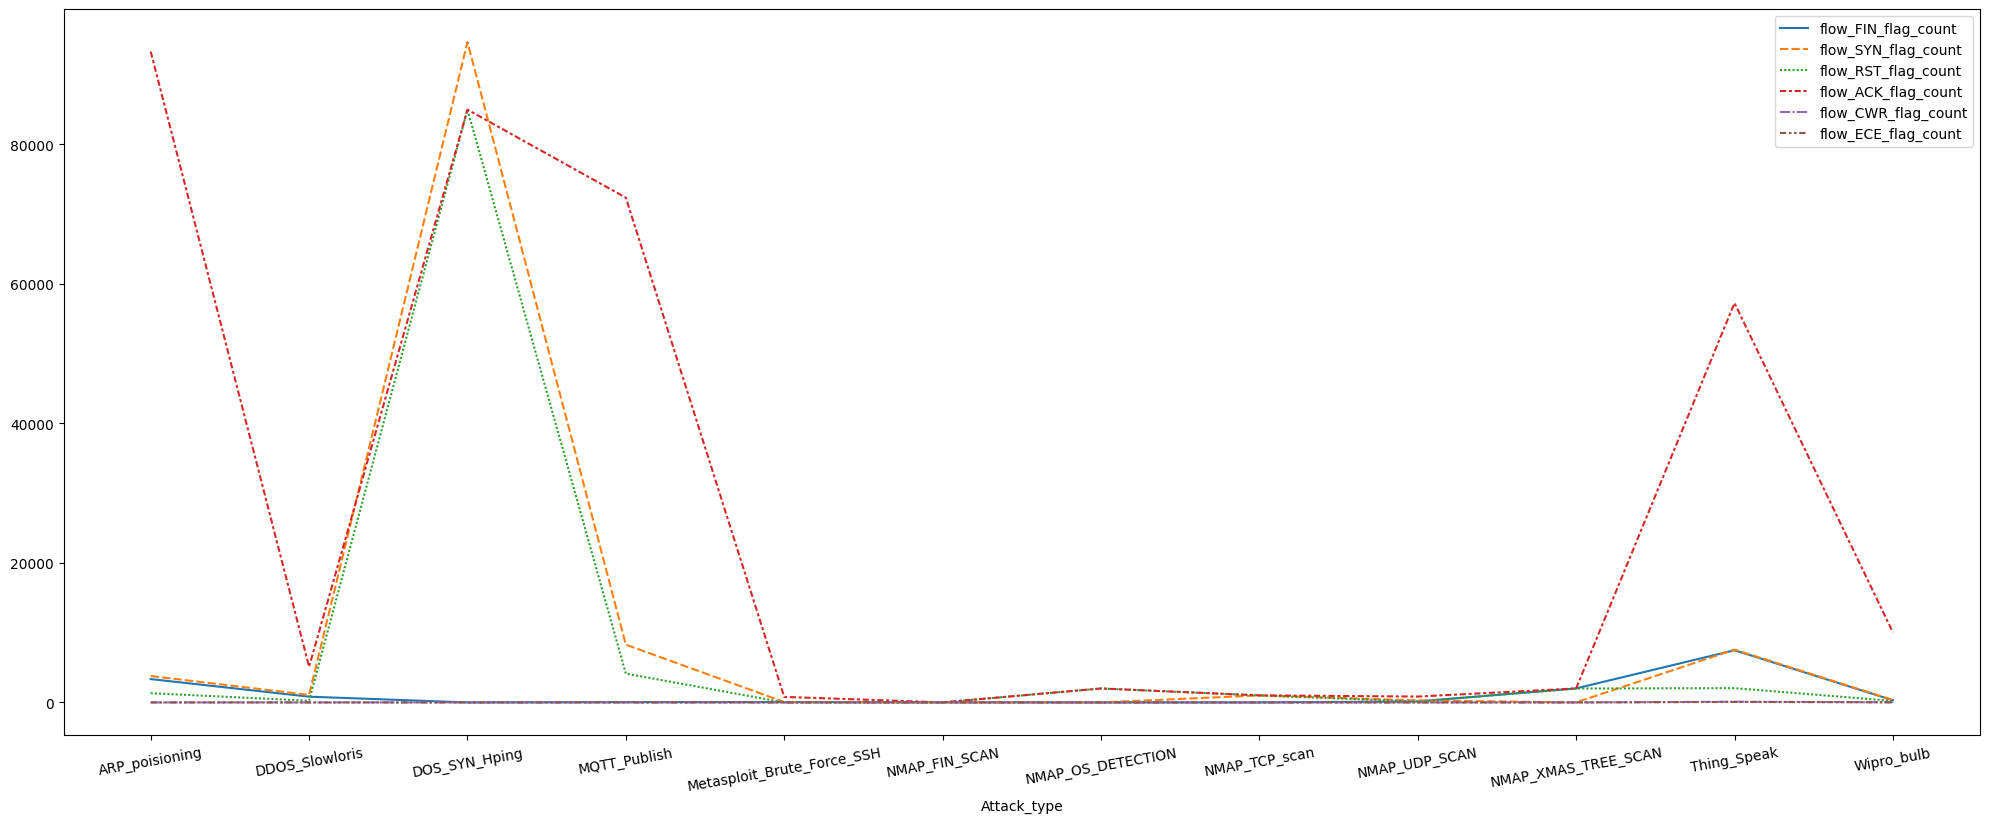 flow_FIN_flag_count
flow_SYN_flag_count
flow_RST_flag_count
flow_ACK_flag_count
flow_CWR_flag_count
flow_ECE_flag_count
80000
60000
40000
20000
0
ARP_poisioning
DDOS_Slowloris
DOS_SYN_Hping
MQTT_Publish
Metasploit_Brute_Force_SSH
NMAP_FIN_SCAN
NMAP_OS_DETECTION
NMAP_TCP_scan
NMAP_UDP_SCAN
NMAP_XMAS_TREE_SCAN
Thing_Speak
Wipro_bulb
Attack_type